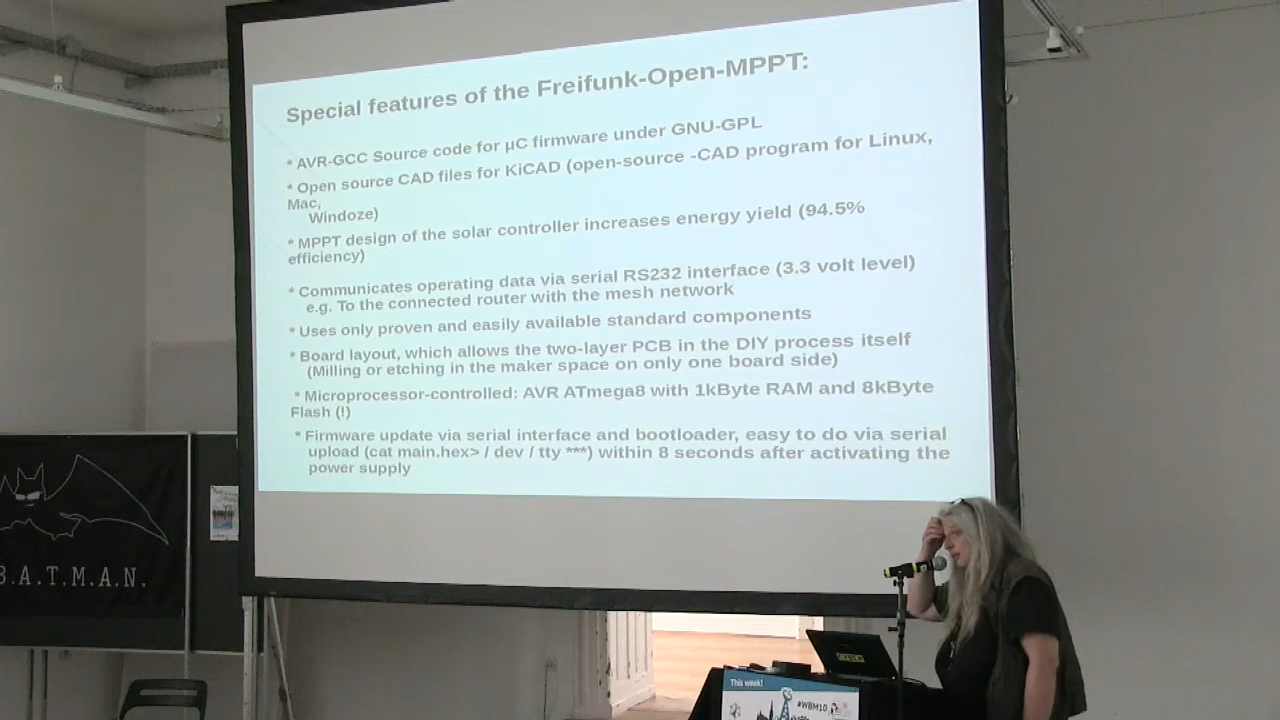 Special features of the Freifunk-Open-MPPT:
* AVR-GCC Source code for µC firmware under GNU-GPL
* Open source CAD files for KiCAD (open-source -CAD program for Linux,
Mac,
Windoze)
* MPPT design of the solar controller increases energy yield (94.5%
efficiency)
* Communicates operating data via serial RS232 interface (3.3 volt level)
e.g. To the connected router with the mesh network
* Uses only proven and easily available standard components
* Board layout, which allows the two-layer PCB in the DIY process itself
(Milling or etching in the maker space on only one board side)
* Microprocessor-controlled: AVR ATmega8 with 1kByte RAM and 8kByte
Flash (!)
* Firmware update via serial interface and bootloader, easy to do via serial
upload (cat main.hex> / dev / tty ***) within 8 seconds after activating the
power supply
B.A.T.M.A.N.
This week!
#WBM10